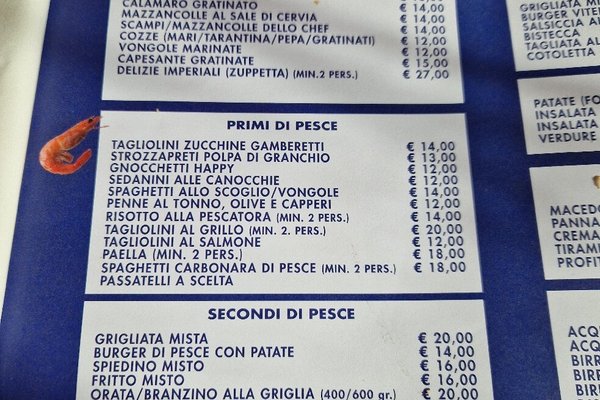 CALAMARO GRATINATO
MAZZANCOLLE AL SALE DI CERVIA € 14,00
SCAMPI/MAZZANCOLLE DELLO CHEF € 14,00
COZZE (MARI/TARANTINA/PEPA/GRATINATI) € 12,00
VONGOLE MARINATE € 12,00
CAPESANTE GRATINATE € 15,00
DELIZIE IMPERIALI (ZUPPETTA) (MIN.2 PERS.) € 27,00
PRIMI DI PESCE
TAGLIOLINI ZUCCHINE GAMBERETTI € 14,00
STROZZAPRETI POLPA DI GRANCHIO € 13,00
GNOCCHETTI HAPPY € 12,00
SEDANINI ALLE CANOCCHIE € 12,00
SPAGHETTI ALLO SCOGLIO/VONGOLE € 14,00
PENNE AL TONNO, OLIVE E CAPPERI € 12,00
RISOTTO ALLA PESCATORA (MIN. 2 PERS.) € 14,00
TAGLIOLINI AL GRILLO (MIN. 2. PERS.) € 20,00
TAGLIOLINI AL SALMONE € 12,00
PAELLA (MIN. 2 PERS.) € 18,00
SPAGHETTI CARBONARA DI PESCE (MIN. 2 PERS.) € 18,00
PASSATELLI A SCELTA
SECONDI DI PESCE
GRIGLIATA MISTA € 20,00
BURGER DI PESCE CON PATATE € 14,00
SPIEDINO MISTO € 16,00
FRITTO MISTO € 16,00
ORATA/BRANZINO ALLA GRIGLIA (400/600 gr.) € 20,00
GRIGLIATA M
BURGER VITE
SALSICCIA A
BISTECCA
TAGLIATA AL
COTOLETTA
PATATE (FO
INSALATA
INSALATA
VERDURE
MACED
PANNA
CREMA
TIRAM
PROFIT
ACQ
ACQ
BIRR
BIRR
BIR